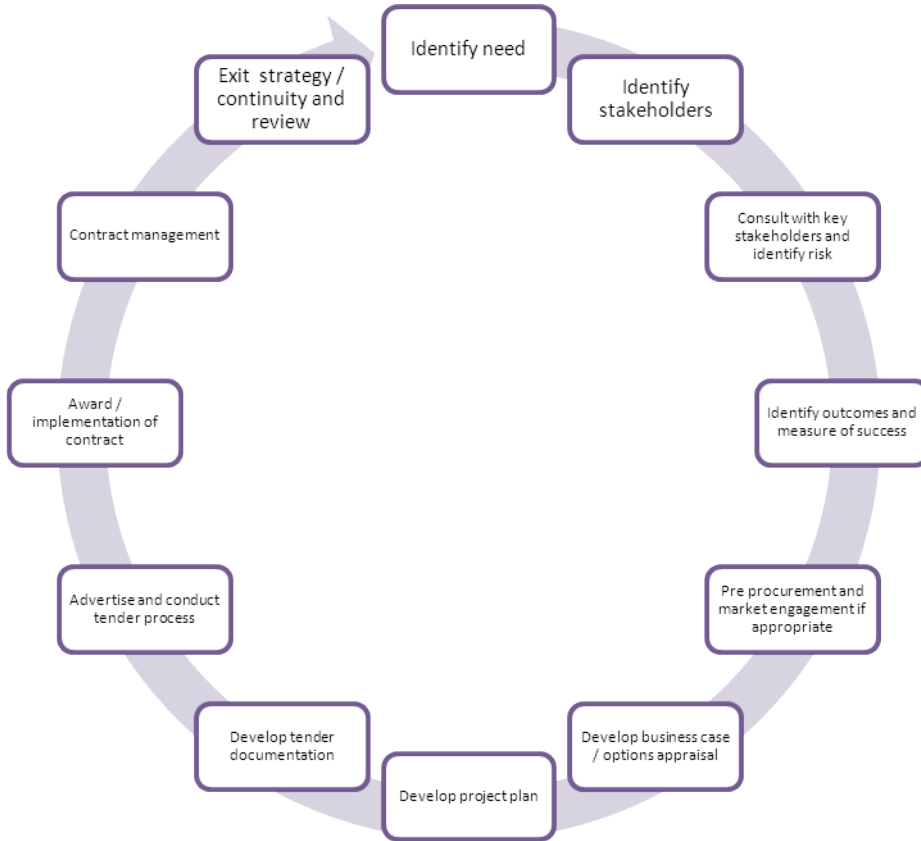 Identify need
Identify
stakeholders
Consult with key
stakeholders and
identify risk
Identify outcomes and
measure of success
Pre procurement and
market engagement if
appropriate
Develop business case
/ options appraisal
Develop project plan
Develop tender
documentation
Advertise and conduct
tender process
Award /
implementation of
contract
Contract management
Exit strategy /
continuity and
review